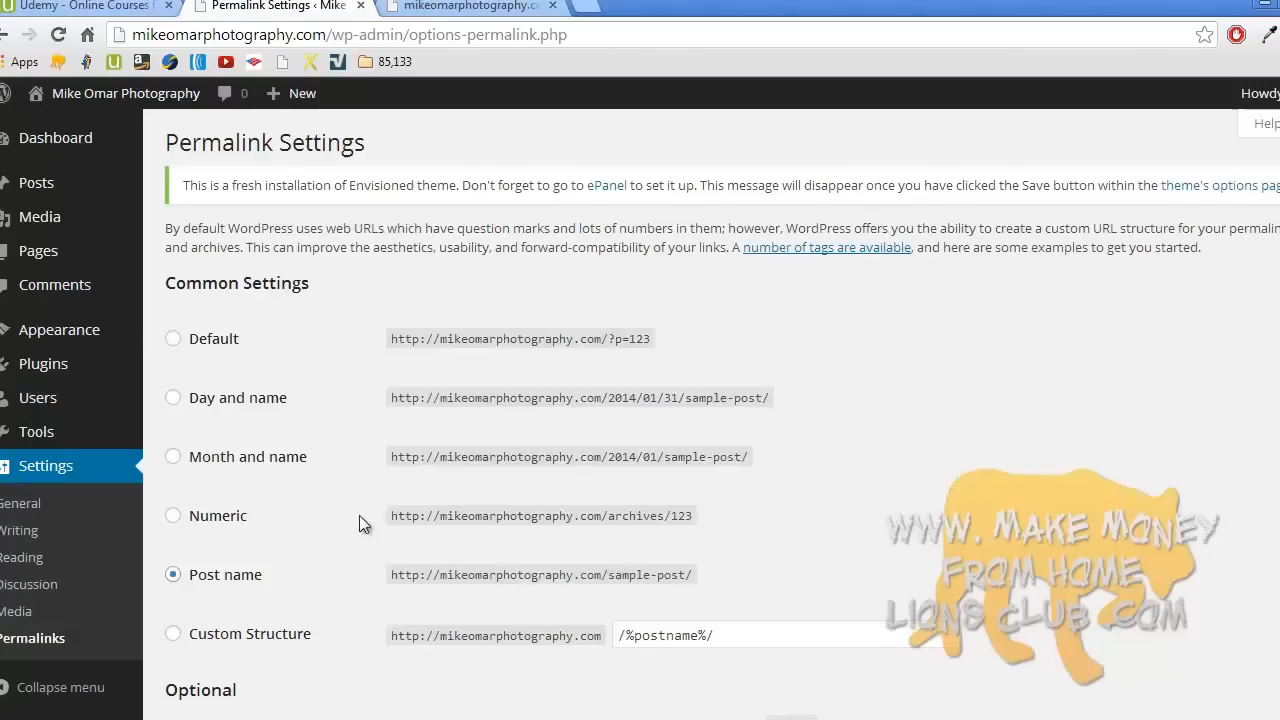 Udemy - Online Courses
Permalink Settings ‹ Mike
mikeomarphotography.co
mikeomarphotography.com/wp-admin/options-permalink.php
Apps
85,133
Mike Omar Photography
0
New
Howdy
Help
Dashboard
Posts
Media
Pages
Comments
Appearance
Plugins
Users
Tools
Settings
General
Writing
Reading
Discussion
Media
Permalinks
Collapse menu
Permalink Settings
This is a fresh installation of Envisioned theme. Don't forget to go to ePanel to set it up. This message will disappear once you have clicked the Save button within the theme's options pag
By default WordPress uses web URLs which have question marks and lots of numbers in them; however, WordPress offers you the ability to create a custom URL structure for your permalin
and archives. This can improve the aesthetics, usability, and forward-compatibility of your links. A number of tags are available, and here are some examples to get you started.
Common Settings
Default http://mikeomarphotography.com/?p=123
Day and name http://mikeomarphotography.com/2014/01/31/sample-post/
Month and name http://mikeomarphotography.com/2014/01/sample-post/
Numeric http://mikeomarphotography.com/archives/123
Post name http://mikeomarphotography.com/sample-post/
Custom Structure http://mikeomarphotography.com /%postname%/
Optional
WWW. MAKE MONEY
FROM HOME
LIONS CLUB .COM